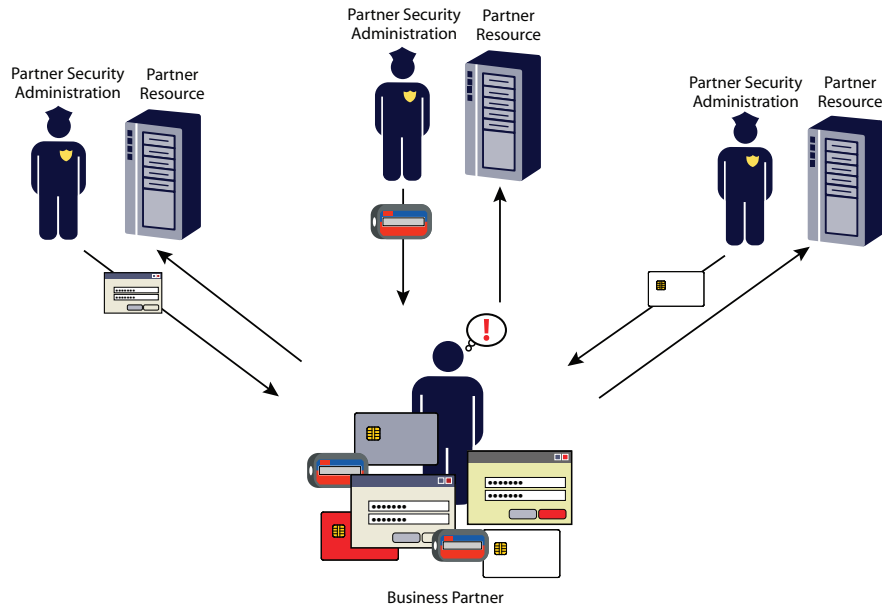 Partner Security
Administration
Partner
Resource
Partner Security
Administration
Partner
Resource
Partner Security
Administration
Partner
Resource
!
Business Partner